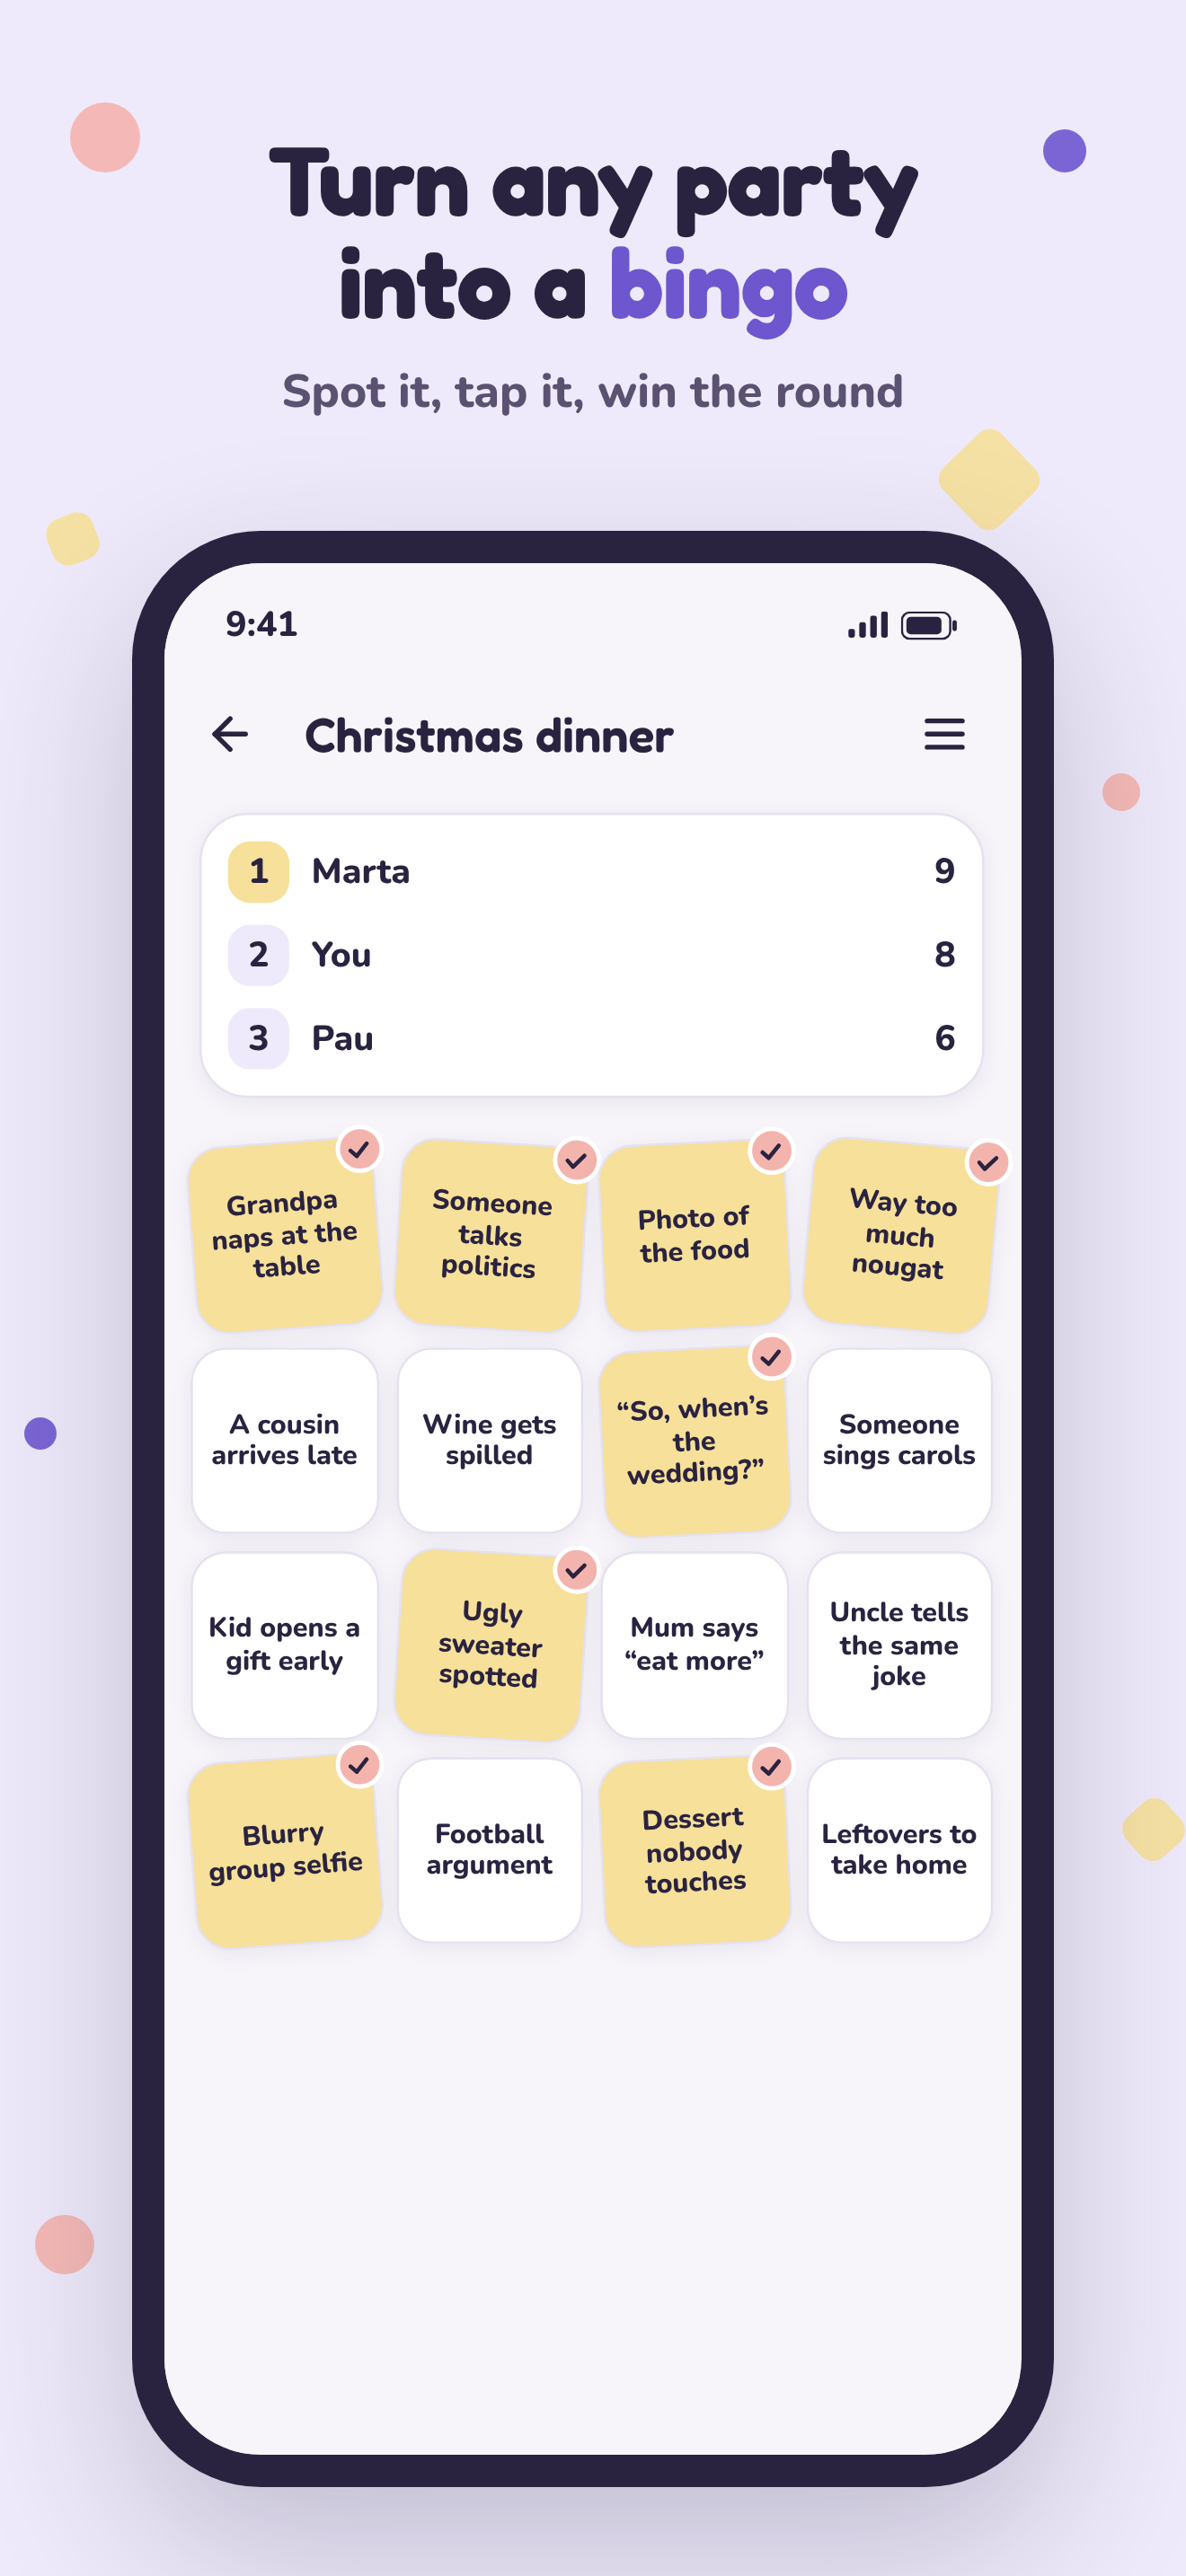 Turn any party
into a bingo
Spot it, tap it, win the round
9:41
Christmas dinner
1 Marta 9
2 You 8
3 Pau 6
Grandpa
naps at the
table
Someone
talks
politics
Photo of
the food
Way too
much
nougat
A cousin
arrives late
Wine gets
spilled
“So, when’s
the
wedding?”
Someone
sings carols
Kid opens a
gift early
Ugly
sweater
spotted
Mum says
“eat more”
Uncle tells
the same
joke
Blurry
group selfie
Football
argument
Dessert
nobody
touches
Leftovers to
take home